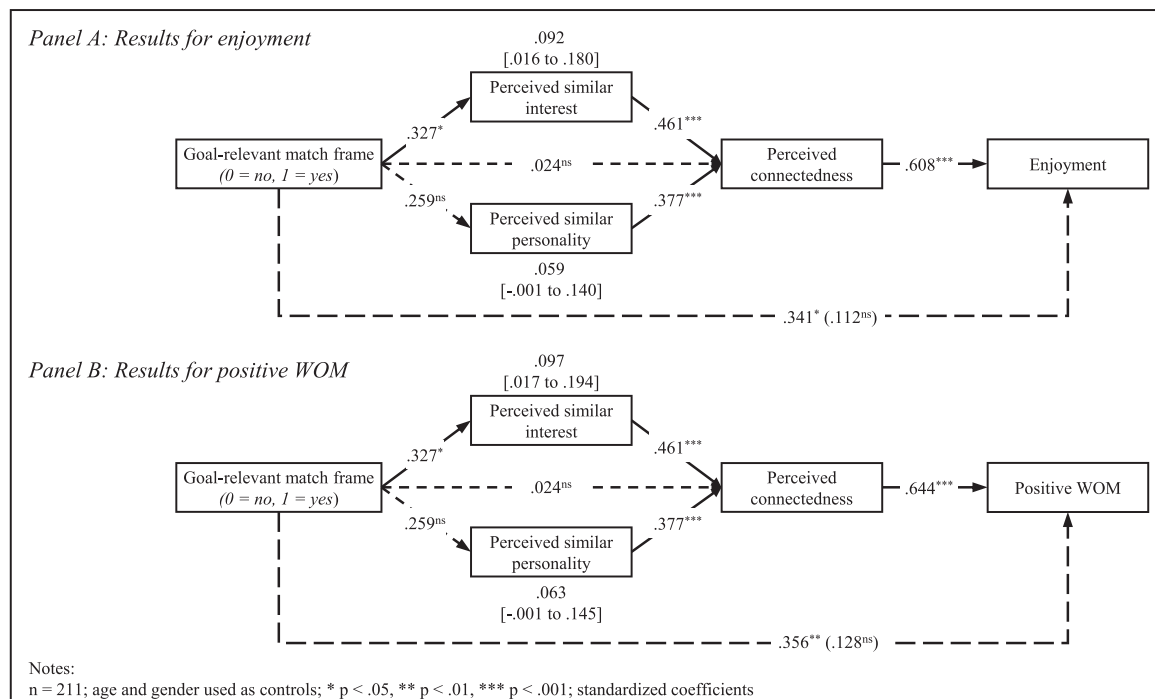 Panel A: Results for enjoyment
.092
[.016 to .180]
Perceived similar
interest
.327*
.461***
Goal-relevant match frame
(0 = no, 1 = yes)
.024ns
Perceived
connectedness
.608***
Enjoyment
.259ns
.377***
Perceived similar
personality
.059
[-.001 to .140]
.341* (.112ns)
Panel B: Results for positive WOM
.097
[.017 to .194]
Perceived similar
interest
.327*
.461***
Goal-relevant match frame
(0 = no, 1 = yes)
.024ns
Perceived
connectedness
.644***
Positive WOM
.259ns
.377***
Perceived similar
personality
.063
[-.001 to .145]
.356** (.128ns)
Notes:
n = 211; age and gender used as controls; * p < .05, ** p < .01, *** p < .001; standardized coefficients